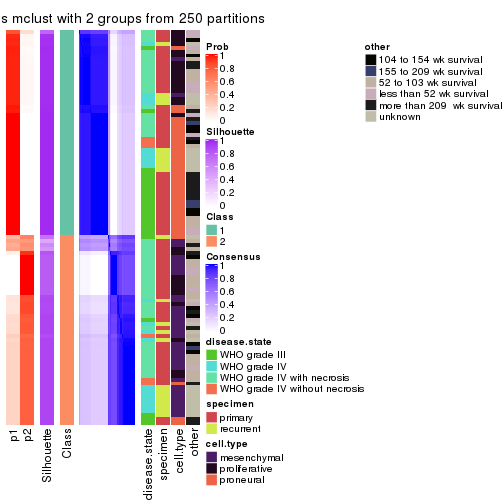 s mclust with 2 groups from 250 partitions
Prob
1
0.8
0.6
0.4
0.2
0
Silhouette
1
0.8
0.6
0.4
0.2
0
Class
1
2
Consensus
1
0.8
0.6
0.4
0.2
0
disease.state
WHO grade III
WHO grade IV
WHO grade IV with necrosis
WHO grade IV without necrosis
specimen
primary
recurrent
cell.type
mesenchymal
proliferative
proneural
other
104 to 154 wk survival
155 to 209 wk survival
52 to 103 wk survival
less than 52 wk survival
more than 209 wk survival
unknown
p1
p2
Silhouette
Class
disease.state
specimen
cell.type
other